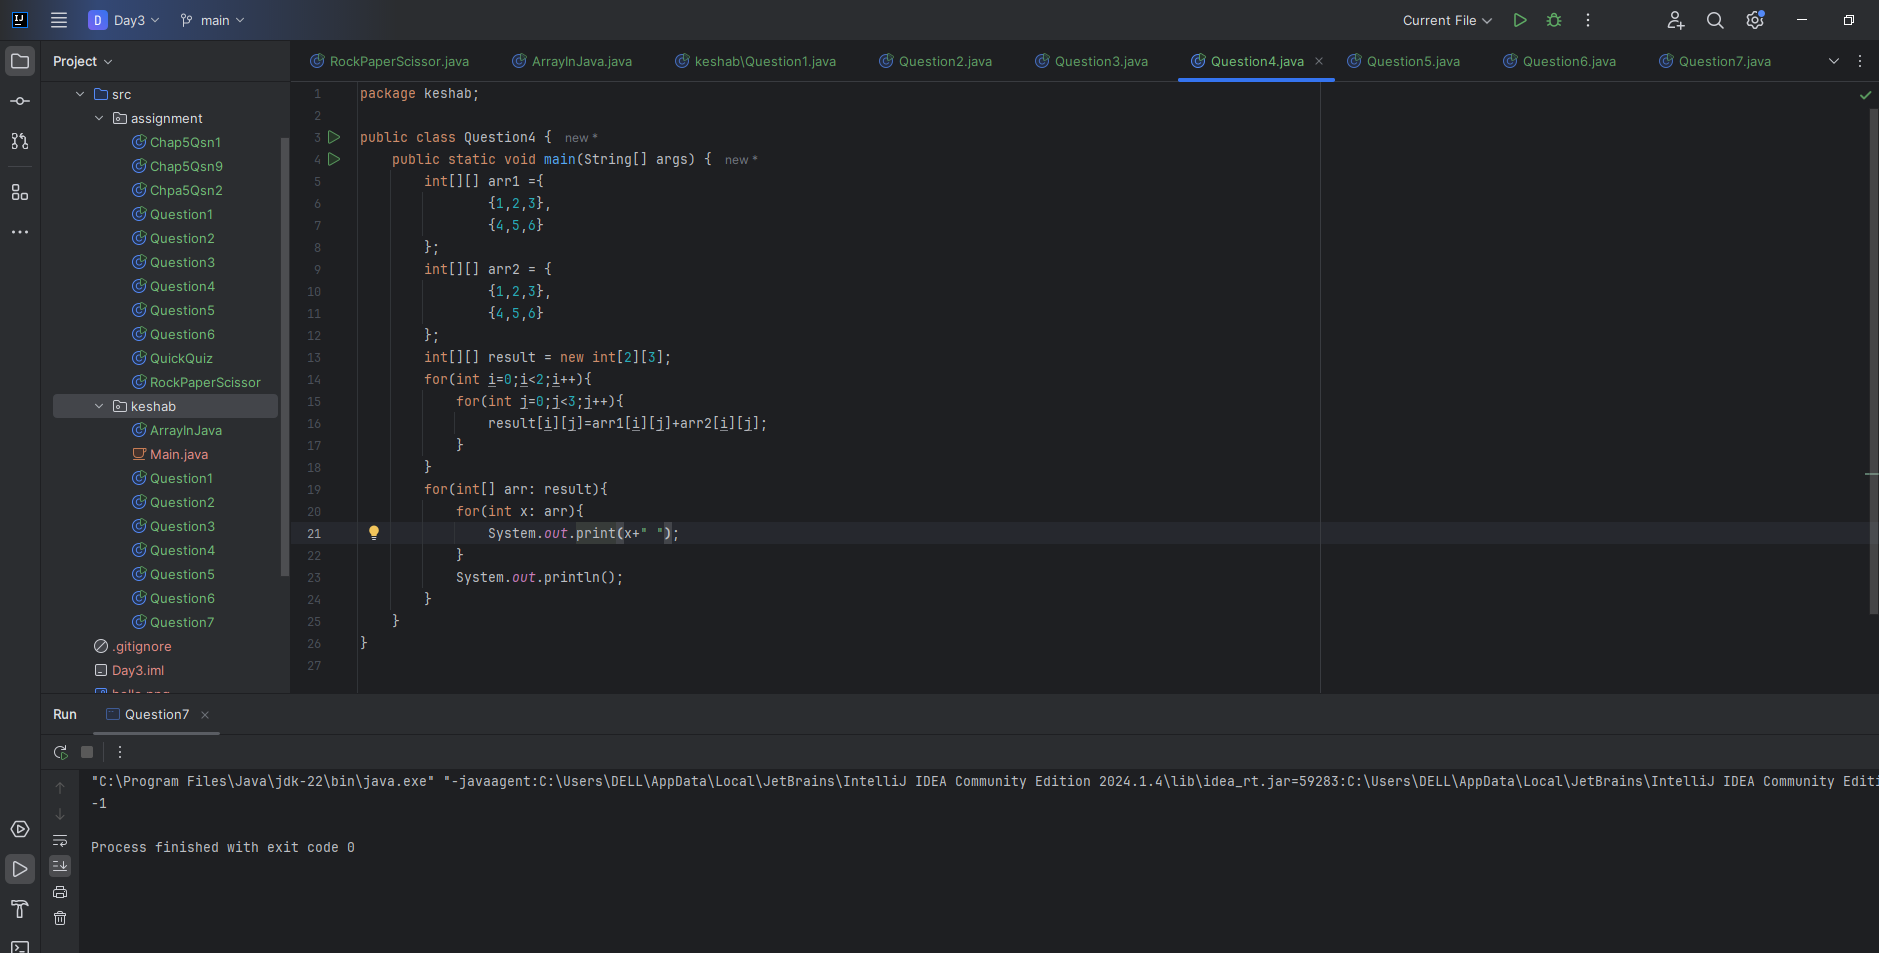 IJ
D Day3 main Current File
Project
RockPaperScissor.java ArrayInJava.java keshab\Question1.java Question2.java Question3.java Question4.java Question5.java Question6.java Question7.java
src
assignment
Chap5Qsn1
Chap5Qsn9
Chpa5Qsn2
Question1
Question2
Question3
Question4
Question5
Question6
QuickQuiz
RockPaperScissor
keshab
ArrayInJava
Main.java
Question1
Question2
Question3
Question4
Question5
Question6
Question7
.gitignore
Day3.iml
1 package keshab;
2
3 public class Question4 { new *
4 public static void main(String[] args) { new *
5 int[][] arr1 ={
6 {1,2,3},
7 {4,5,6}
8 };
9 int[][] arr2 = {
10 {1,2,3},
11 {4,5,6}
12 };
13 int[][] result = new int[2][3];
14 for(int i=0;i<2;i++){
15 for(int j=0;j<3;j++){
16 result[i][j]=arr1[i][j]+arr2[i][j];
17 }
18 }
19 for(int[] arr: result){
20 for(int x: arr){
21 System.out.print(x+" ");
22 }
23 System.out.println();
24 }
25 }
26 }
27
Run Question7
"C:\Program Files\Java\jdk-22\bin\java.exe" "-javaagent:C:\Users\DELL\AppData\Local\JetBrains\IntelliJ IDEA Community Edition 2024.1.4\lib\idea_rt.jar=59283:C:\Users\DELL\AppData\Local\JetBrains\IntelliJ IDEA Community Editi
-1
Process finished with exit code 0